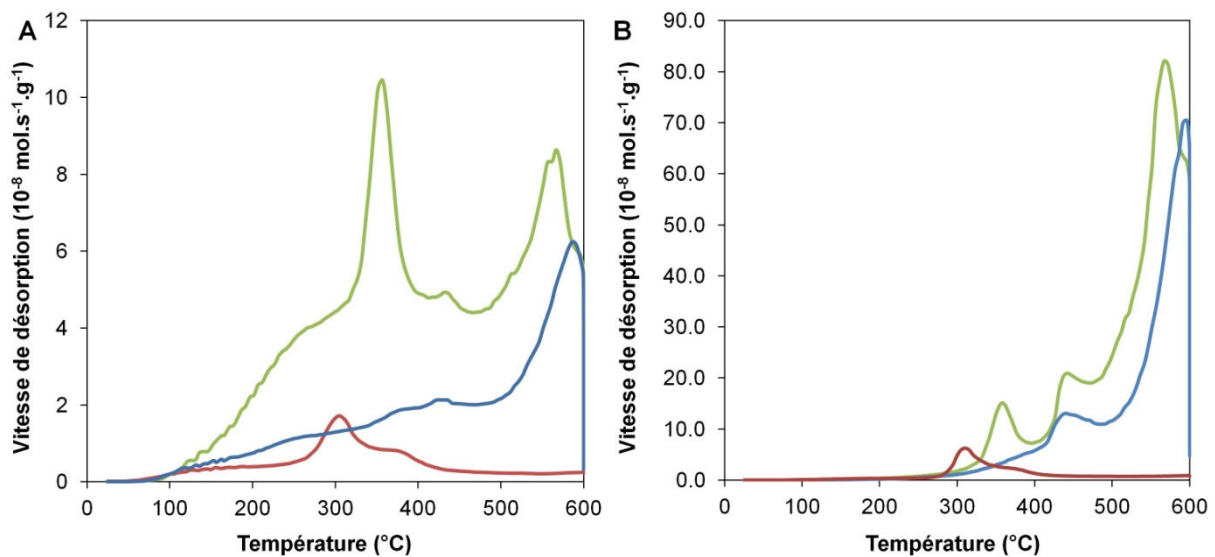 A
Vitesse de désorption (10⁻⁸ mol.s⁻¹.g⁻¹)
12
10
8
6
4
2
0
0 100 200 300 400 500 600
Température (°C)
B
Vitesse de désorption (10⁻⁸ mol.s⁻¹.g⁻¹)
90.0
80.0
70.0
60.0
50.0
40.0
30.0
20.0
10.0
0.0
0 100 200 300 400 500 600
Température (°C)